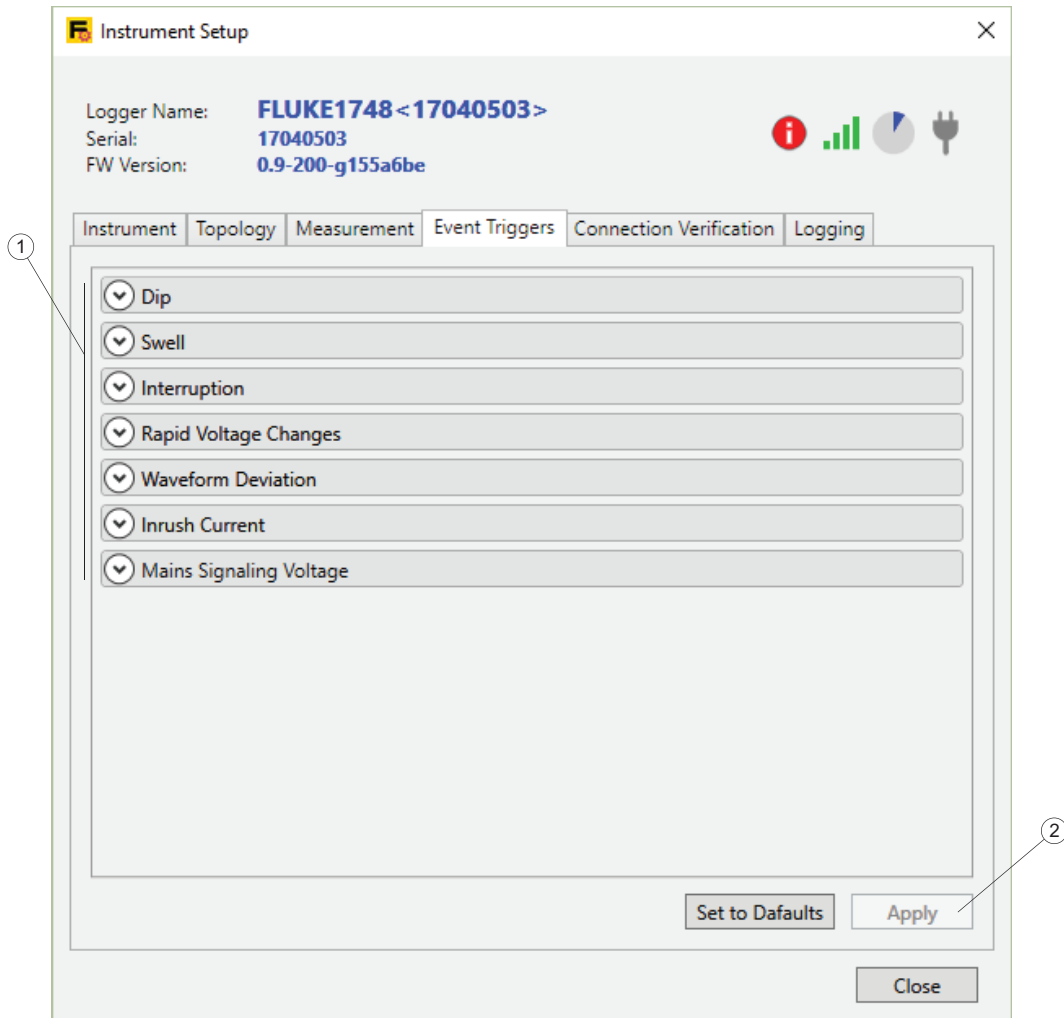 Instrument Setup
Logger Name: FLUKE1748<17040503>
Serial: 17040503
FW Version: 0.9-200-g155a6be
Instrument Topology Measurement Event Triggers Connection Verification Logging
1
Dip
Swell
Interruption
Rapid Voltage Changes
Waveform Deviation
Inrush Current
Mains Signaling Voltage
2
Set to Dafaults Apply
Close